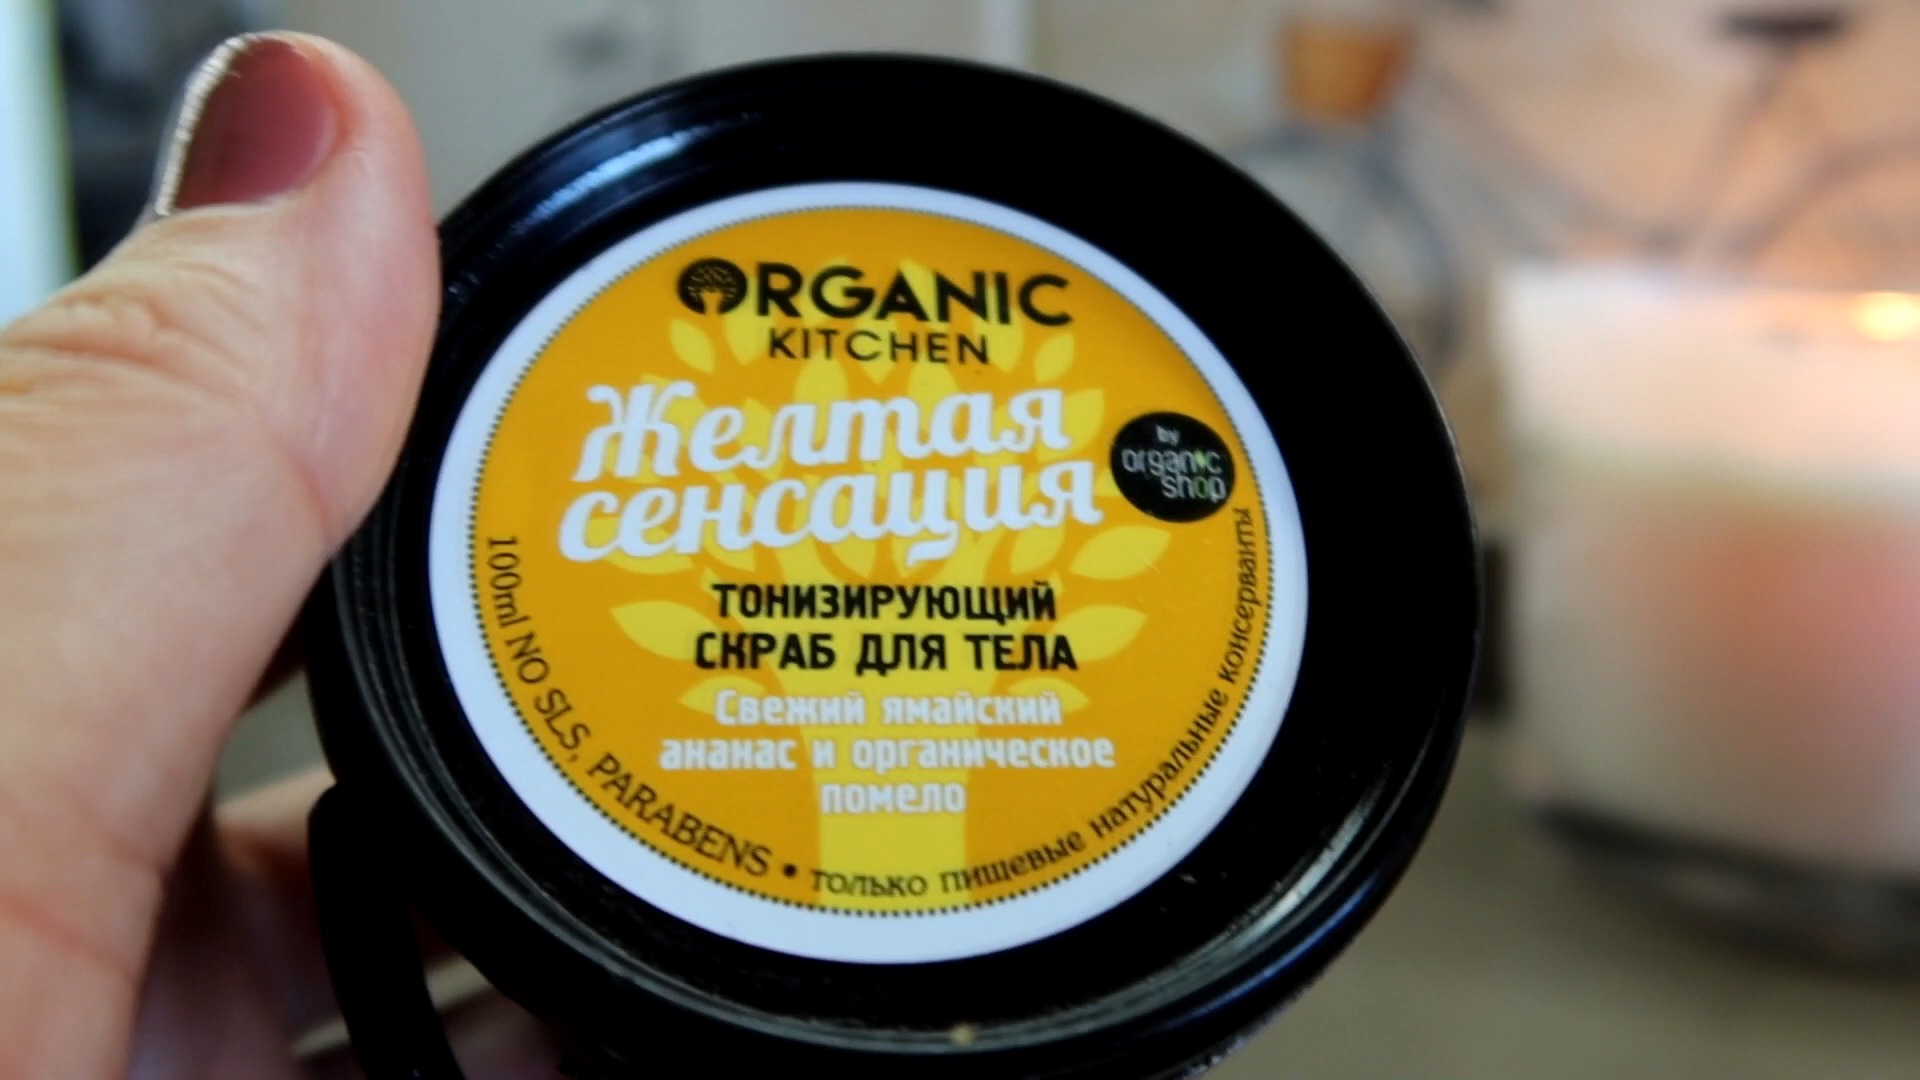 ORGANIC
KITCHEN
Желтая
сенсация
by
organic
shop
ТОНИЗИРУЮЩИЙ
СКРАБ ДЛЯ ТЕЛА
Свежий ямайский
ананас и органическое
помело
100ml NO SLS, PARABENS • только пищевые натуральные консерванты